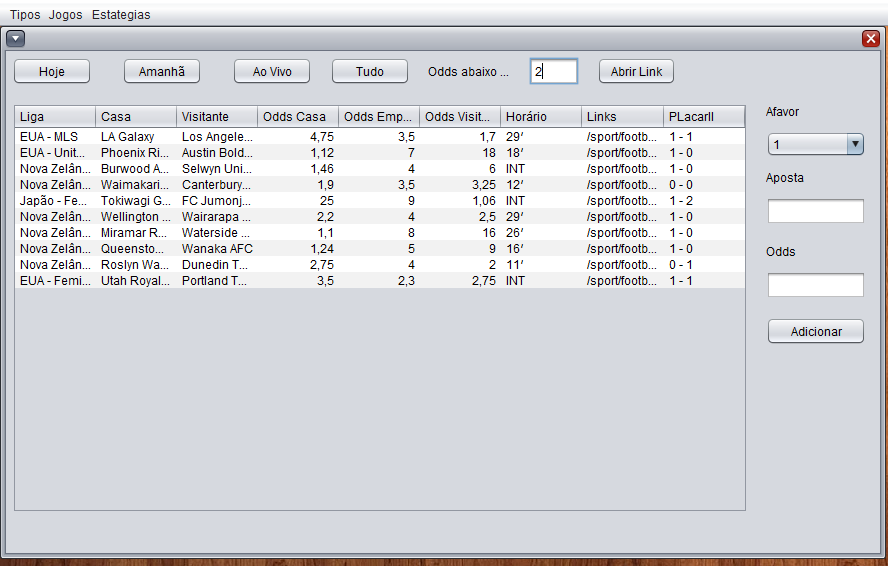 Tipos Jogos Estategias
Hoje Amanhã Ao Vivo Tudo Odds abaixo ... 2 Abrir Link
Liga Casa Visitante Odds Casa Odds Emp... Odds Visit... Horário Links PLacarII
EUA - MLS LA Galaxy Los Angele... 4,75 3,5 1,7 29' /sport/footb... 1 - 1
EUA - Unit... Phoenix Ri... Austin Bold... 1,12 7 18 18' /sport/footb... 1 - 0
Nova Zelân... Burwood A... Selwyn Uni... 1,46 4 6 INT /sport/footb... 1 - 0
Nova Zelân... Waimakari... Canterbury... 1,9 3,5 3,25 12' /sport/footb... 0 - 0
Japão - Fe... Tokiwagi G... FC Jumonj... 25 9 1,06 INT /sport/footb... 1 - 2
Nova Zelân... Wellington ... Wairarapa ... 2,2 4 2,5 29' /sport/footb... 1 - 0
Nova Zelân... Miramar R... Waterside ... 1,1 8 16 26' /sport/footb... 1 - 0
Nova Zelân... Queensto... Wanaka AFC 1,24 5 9 16' /sport/footb... 1 - 0
Nova Zelân... Roslyn Wa... Dunedin T... 2,75 4 2 11' /sport/footb... 0 - 1
EUA - Femi... Utah Royal... Portland T... 3,5 2,3 2,75 INT /sport/footb... 1 - 1
Afavor
1
Aposta
Odds
Adicionar